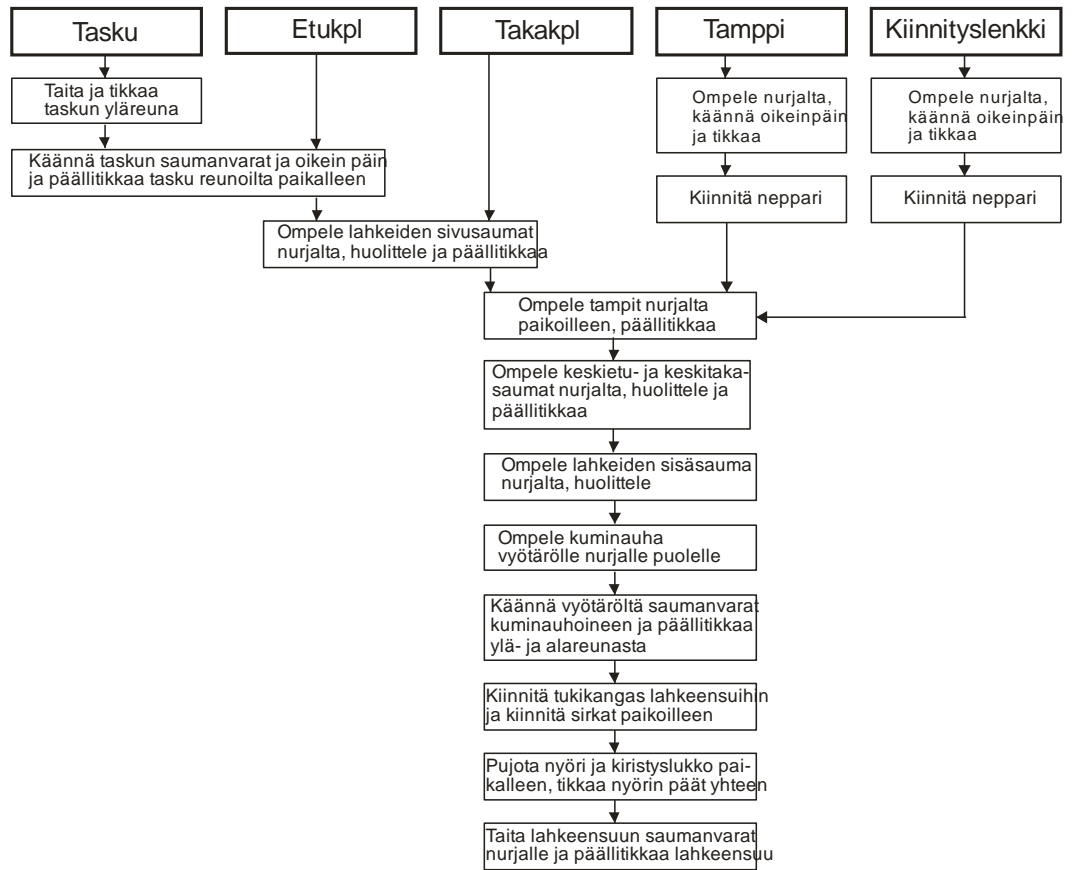 Tasku
Etukpl
Takakpl
Tamppi
Kiinnityslenkki
Taita ja tikkaa
taskun yläreuna
Ompele nurjalta,
käännä oikeinpäin
ja tikkaa
Ompele nurjalta,
käännä oikeinpäin
ja tikkaa
Käännä taskun saumanvarat ja oikein päin
ja päällitikkaa tasku reunoilta paikalleen
Kiinnitä neppari
Kiinnitä neppari
Ompele lahkeiden sivusaumat
nurjalta, huolittele ja päällitikkaa
Ompele tampit nurjalta
paikoilleen, päällitikkaa
Ompele keskietu- ja keskitaka-
saumat nurjalta, huolittele ja
päällitikkaa
Ompele lahkeiden sisäsauma
nurjalta, huolittele
Ompele kuminauha
vyötärölle nurjalle puolelle
Käännä vyötäröltä saumanvarat
kuminauhoineen ja päällitikkaa
ylä- ja alareunasta
Kiinnitä tukikangas lahkeensuihin
ja kiinnitä sirkat paikoilleen
Pujota nyöri ja kiristyslukko pai-
kalleen, tikkaa nyörin päät yhteen
Taita lahkeensuun saumanvarat
nurjalle ja päällitikkaa lahkeensuu